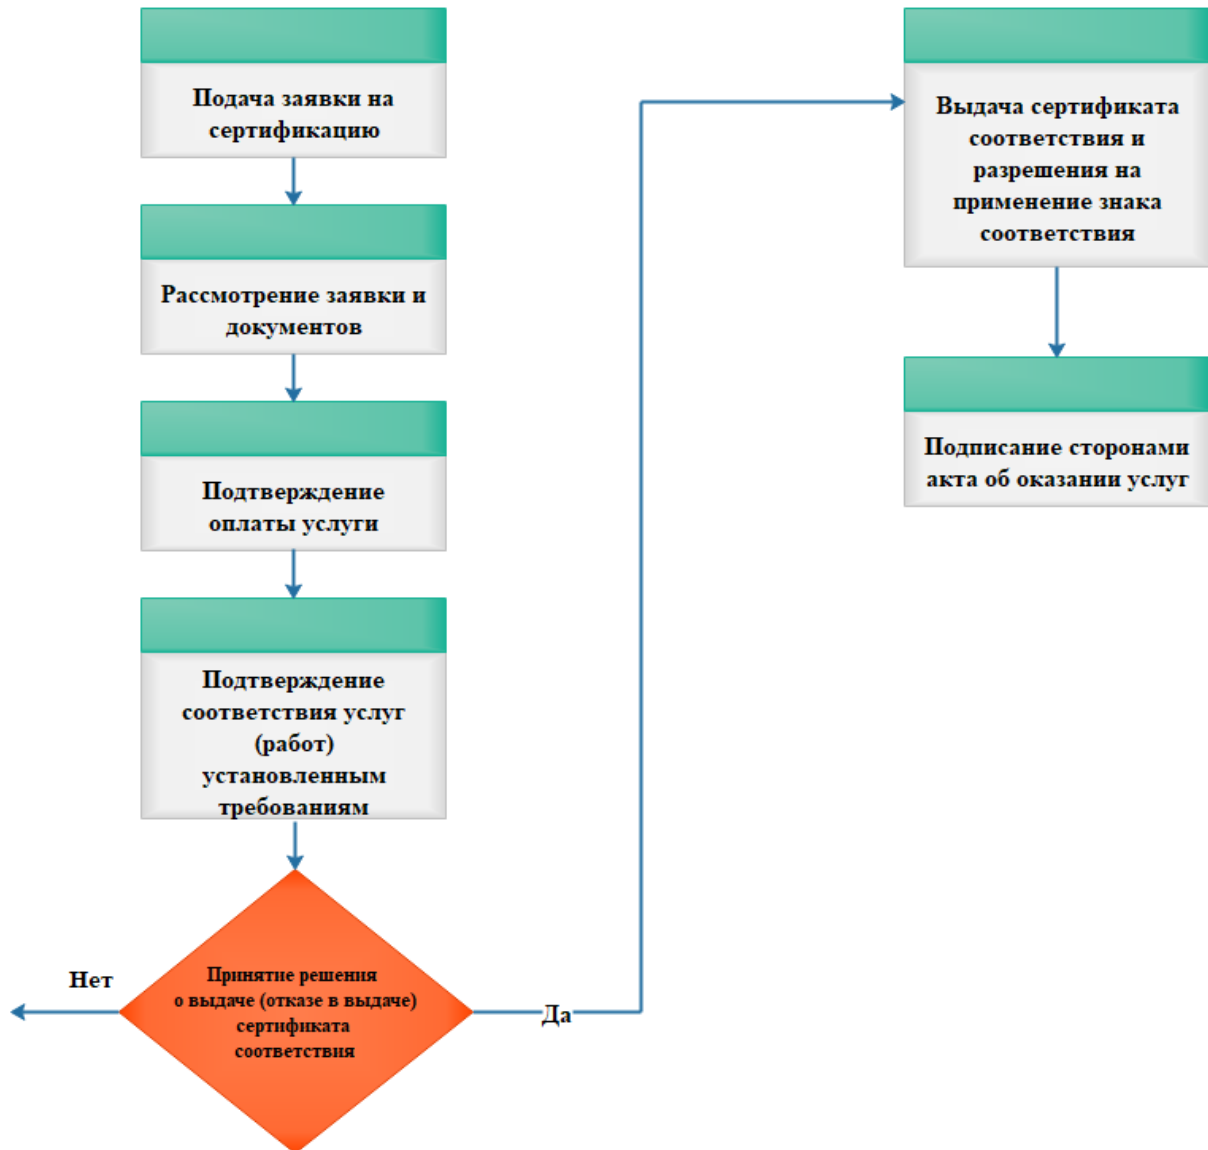 Подача заявки на
сертификацию
Рассмотрение заявки и
документов
Подтверждение
оплаты услуги
Подтверждение
соответствия услуг
(работ)
установленным
требованиям
Нет
Принятие решения
о выдаче (отказе в выдаче)
сертификата
соответствия
Да
Выдача сертификата
соответствия и
разрешения на
применение знака
соответствия
Подписание сторонами
акта об оказании услуг